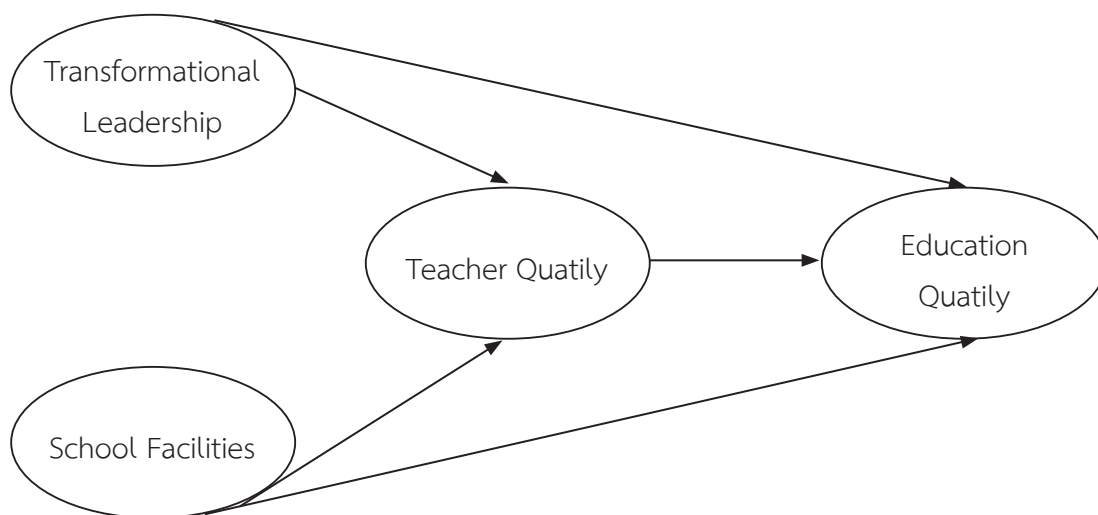 Transformational
Leadership
Teacher Quatily
Education
Quatily
School Facilities